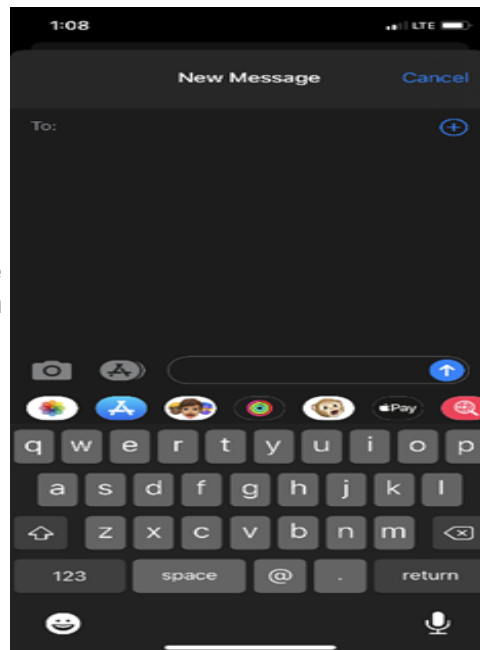 1:08 LTE
New Message Cancel
To:
Pay
q w e r t y u i o p
a s d f g h j k l
z x c v b n m
123 space @ . return